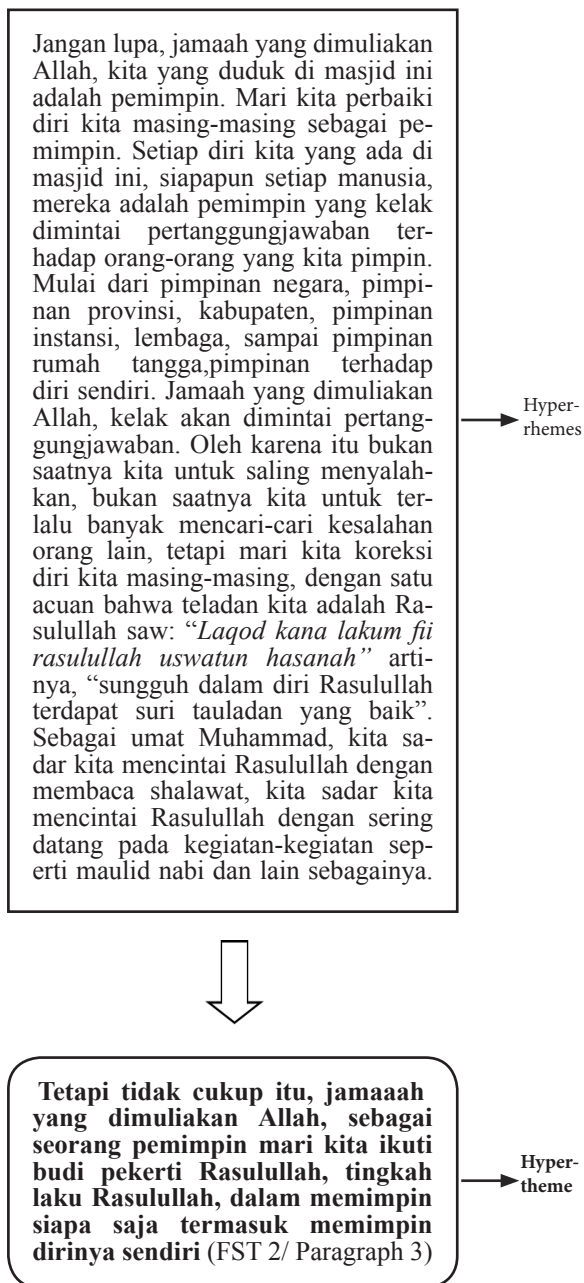 Jangan lupa, jamaah yang dimuliakan
Allah, kita yang duduk di masjid ini
adalah pemimpin. Mari kita perbaiki
diri kita masing-masing sebagai pe-
mimpin. Setiap diri kita yang ada di
masjid ini, siapapun setiap manusia,
mereka adalah pemimpin yang kelak
dimintai pertanggungjawaban ter-
hadap orang-orang yang kita pimpin.
Mulai dari pimpinan negara, pimpi-
nan provinsi, kabupaten, pimpinan
instansi, lembaga, sampai pimpinan
rumah tangga,pimpinan terhadap
diri sendiri. Jamaah yang dimuliakan
Allah, kelak akan dimintai pertang-
gungjawaban. Oleh karena itu bukan
saatnya kita untuk saling menyalah-
kan, bukan saatnya kita untuk ter-
lalu banyak mencari-cari kesalahan
orang lain, tetapi mari kita koreksi
diri kita masing-masing, dengan satu
acuan bahwa teladan kita adalah Ra-
sulullah saw: “Laqod kana lakum fii
rasulullah uswatun hasanah” arti-
nya, “sungguh dalam diri Rasulullah
terdapat suri tauladan yang baik”.
Sebagai umat Muhammad, kita sa-
dar kita mencintai Rasulullah dengan
membaca shalawat, kita sadar kita
mencintai Rasulullah dengan sering
datang pada kegiatan-kegiatan sep-
erti maulid nabi dan lain sebagainya.
Hyper-
rhemes
Tetapi tidak cukup itu, jamaaah
yang dimuliakan Allah, sebagai
seorang pemimpin mari kita ikuti
budi pekerti Rasulullah, tingkah
laku Rasulullah, dalam memimpin
siapa saja termasuk memimpin
dirinya sendiri (FST 2/ Paragraph 3)
Hyper-
theme